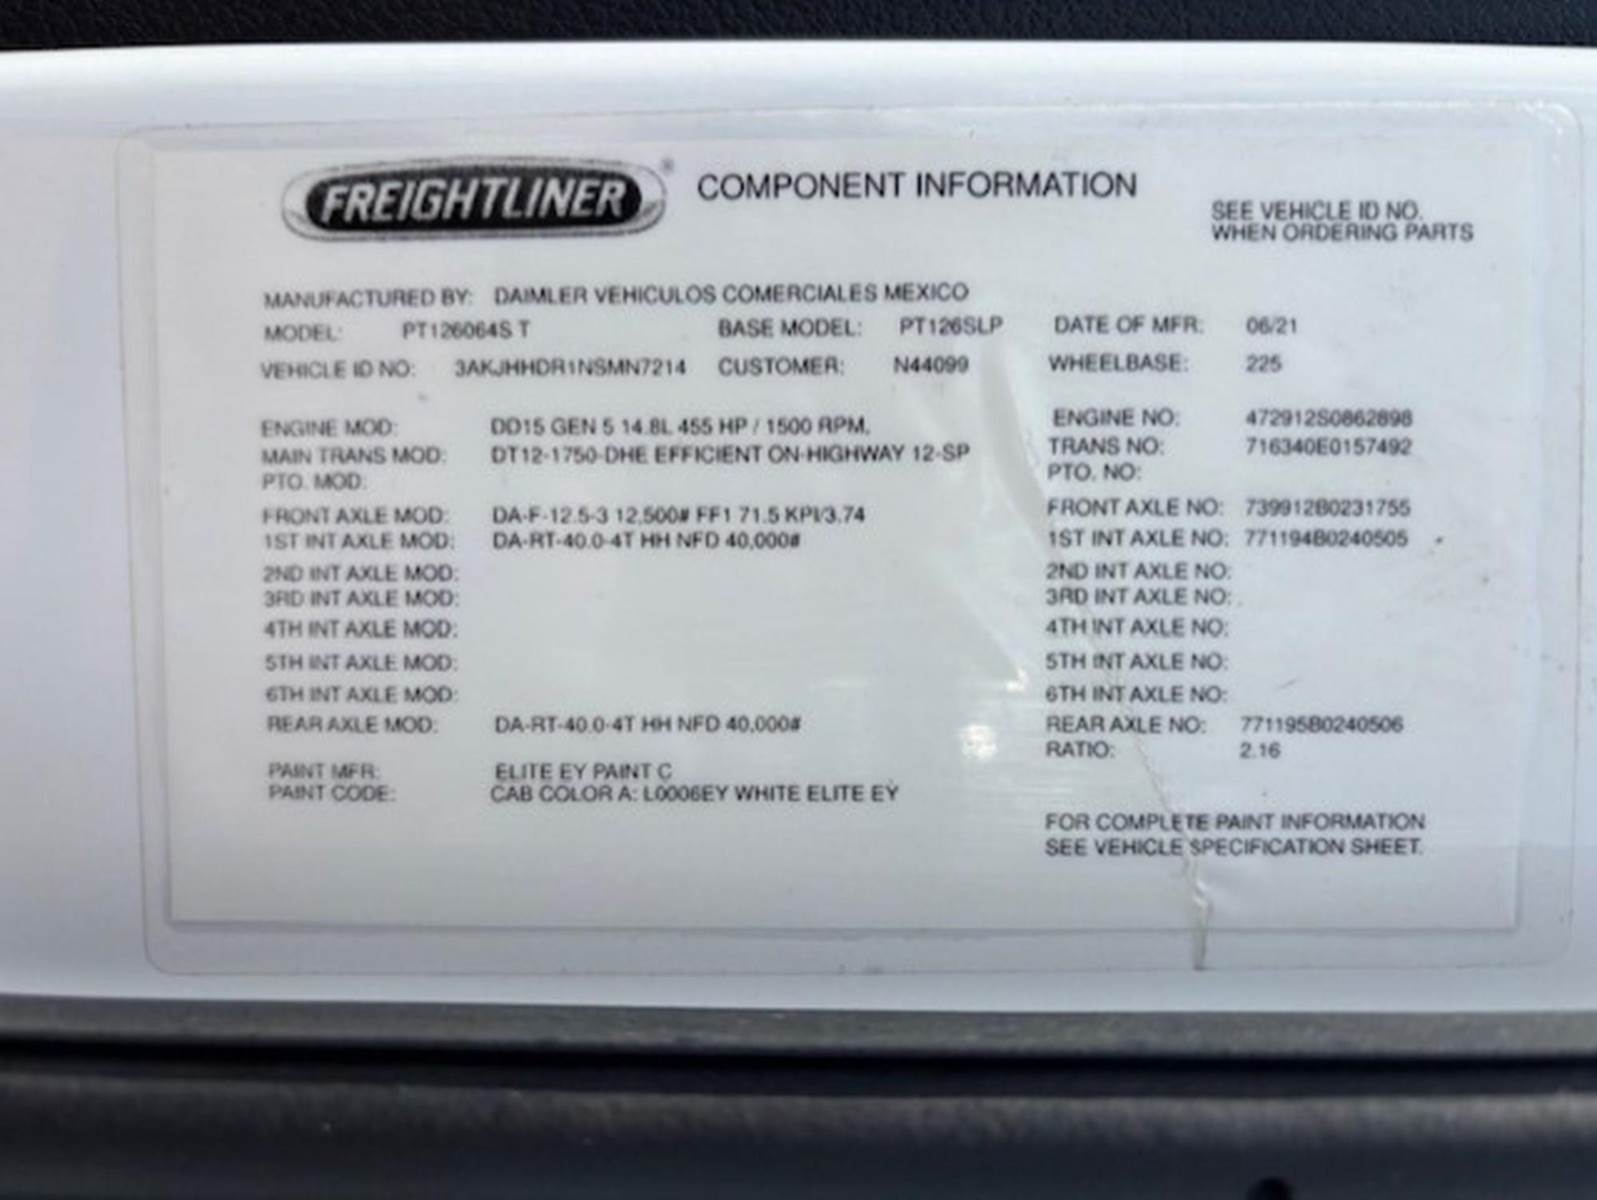 FREIGHTLINER® COMPONENT INFORMATION
SEE VEHICLE ID NO.
WHEN ORDERING PARTS
MANUFACTURED BY: DAIMLER VEHICULOS COMERCIALES MEXICO
MODEL: PT126064S T BASE MODEL: PT126SLP DATE OF MFR: 06/21
VEHICLE ID NO: 3AKJHHDR1NSMN7214 CUSTOMER: N44099 WHEELBASE: 225
ENGINE MOD: DD15 GEN 5 14.8L 455 HP / 1500 RPM, ENGINE NO: 472912S0862898
MAIN TRANS MOD: DT12-1750-DHE EFFICIENT ON-HIGHWAY 12-SP TRANS NO: 716340E0157492
PTO. MOD: PTO. NO:
FRONT AXLE MOD: DA-F-12.5-3 12,500# FF1 71.5 KPI/3.74 FRONT AXLE NO: 739912B0231755
1ST INT AXLE MOD: DA-RT-40.0-4T HH NFD 40,000# 1ST INT AXLE NO: 771194B0240505
2ND INT AXLE MOD: 2ND INT AXLE NO:
3RD INT AXLE MOD: 3RD INT AXLE NO:
4TH INT AXLE MOD: 4TH INT AXLE NO:
5TH INT AXLE MOD: 5TH INT AXLE NO:
6TH INT AXLE MOD: 6TH INT AXLE NO:
REAR AXLE MOD: DA-RT-40.0-4T HH NFD 40,000# REAR AXLE NO: 771195B0240506
RATIO: 2.16
PAINT MFR: ELITE EY PAINT C
PAINT CODE: CAB COLOR A: L0006EY WHITE ELITE EY
FOR COMPLETE PAINT INFORMATION
SEE VEHICLE SPECIFICATION SHEET.